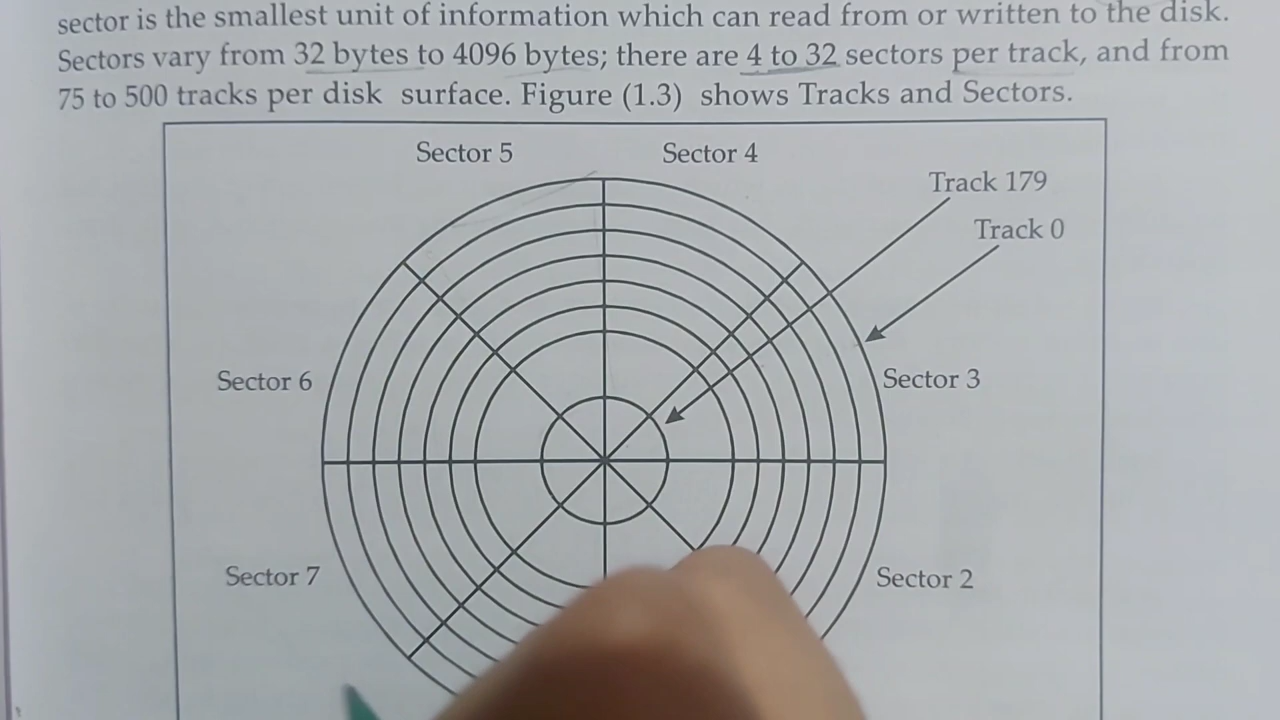 sector is the smallest unit of information which can read from or written to the disk.
Sectors vary from 32 bytes to 4096 bytes; there are 4 to 32 sectors per track, and from
75 to 500 tracks per disk surface. Figure (1.3) shows Tracks and Sectors.
Sector 5 Sector 4
Track 179
Track 0
Sector 6 Sector 3
Sector 7 Sector 2